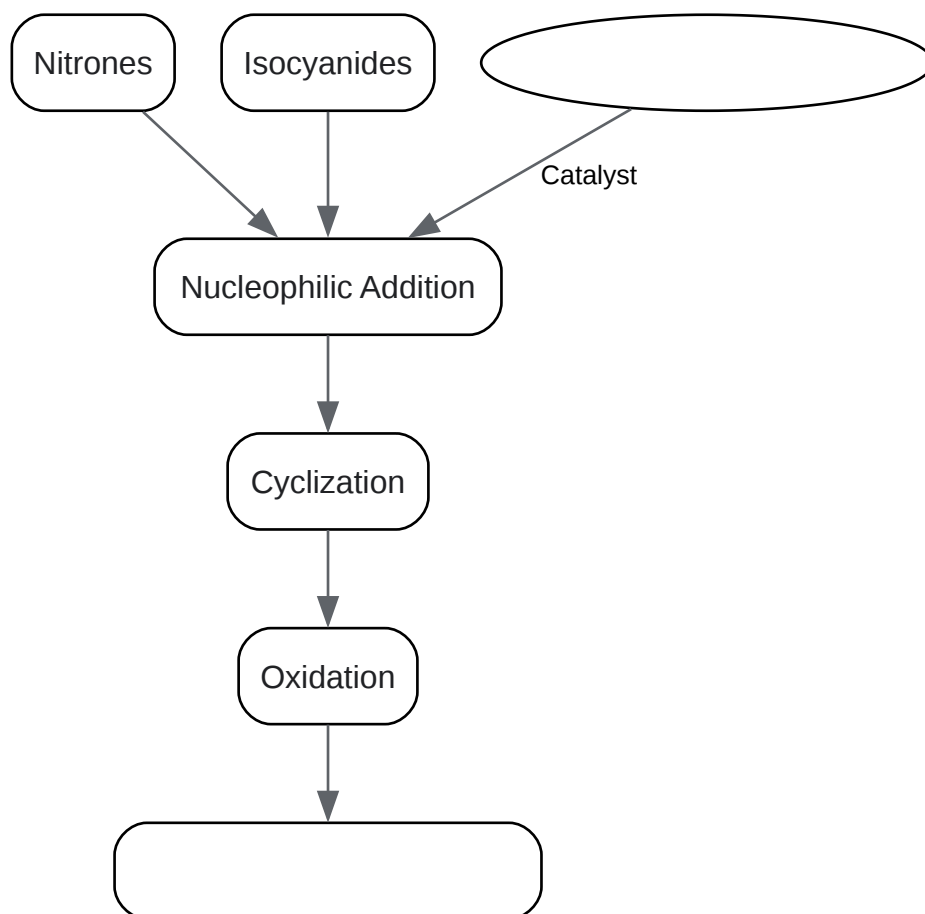 Nitrones
Isocyanides
Catalyst
Nucleophilic Addition
Cyclization
Oxidation